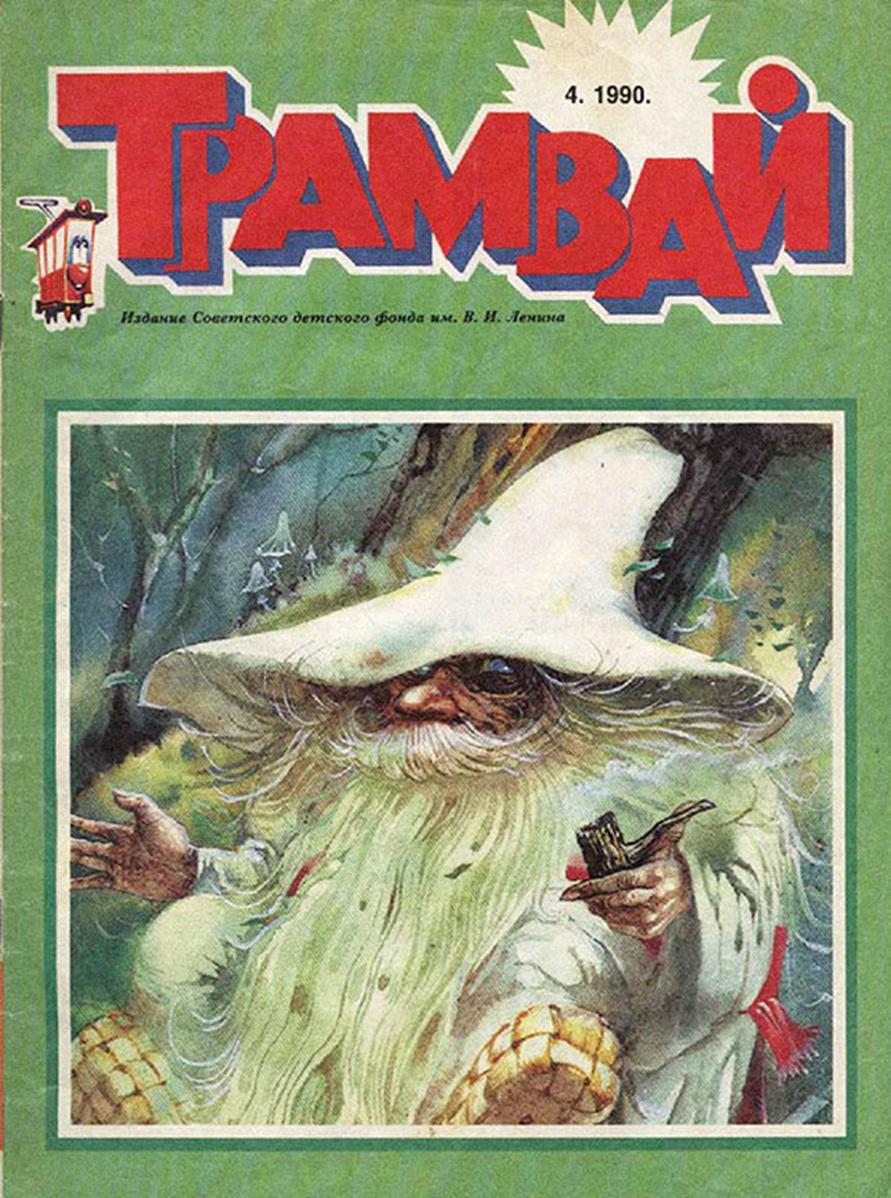 4. 1990.
ТРАМВАЙ
Издание Советского детского фонда им. В. И. Ленина